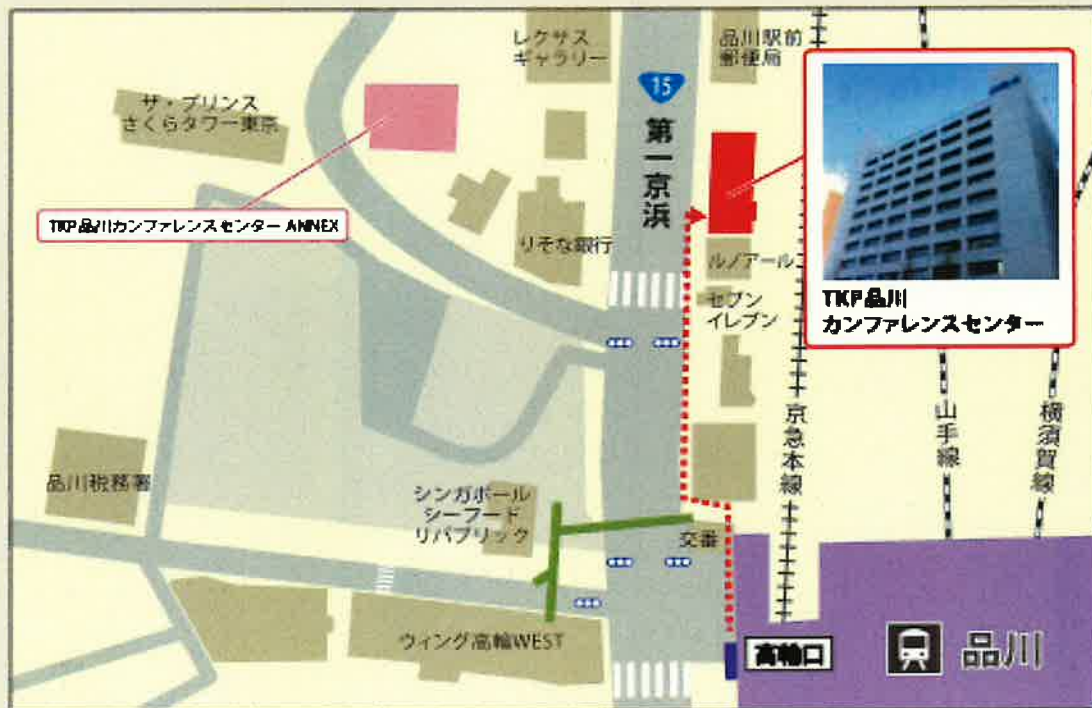 レクサス
ギャラリー
品川駅前
郵便局
15
第一京浜
ザ・プリンス
さくらタワー東京
TKP品川カンファレンスセンター ANNEX
りそな銀行
ルノアール
セブン
イレブン
TKP品川
カンファレンスセンター
京急本線
山手線
横須賀線
品川税務署
シンガポール
シーフード
リパブリック
交番
ウィング高輪WEST
高輪口
品川